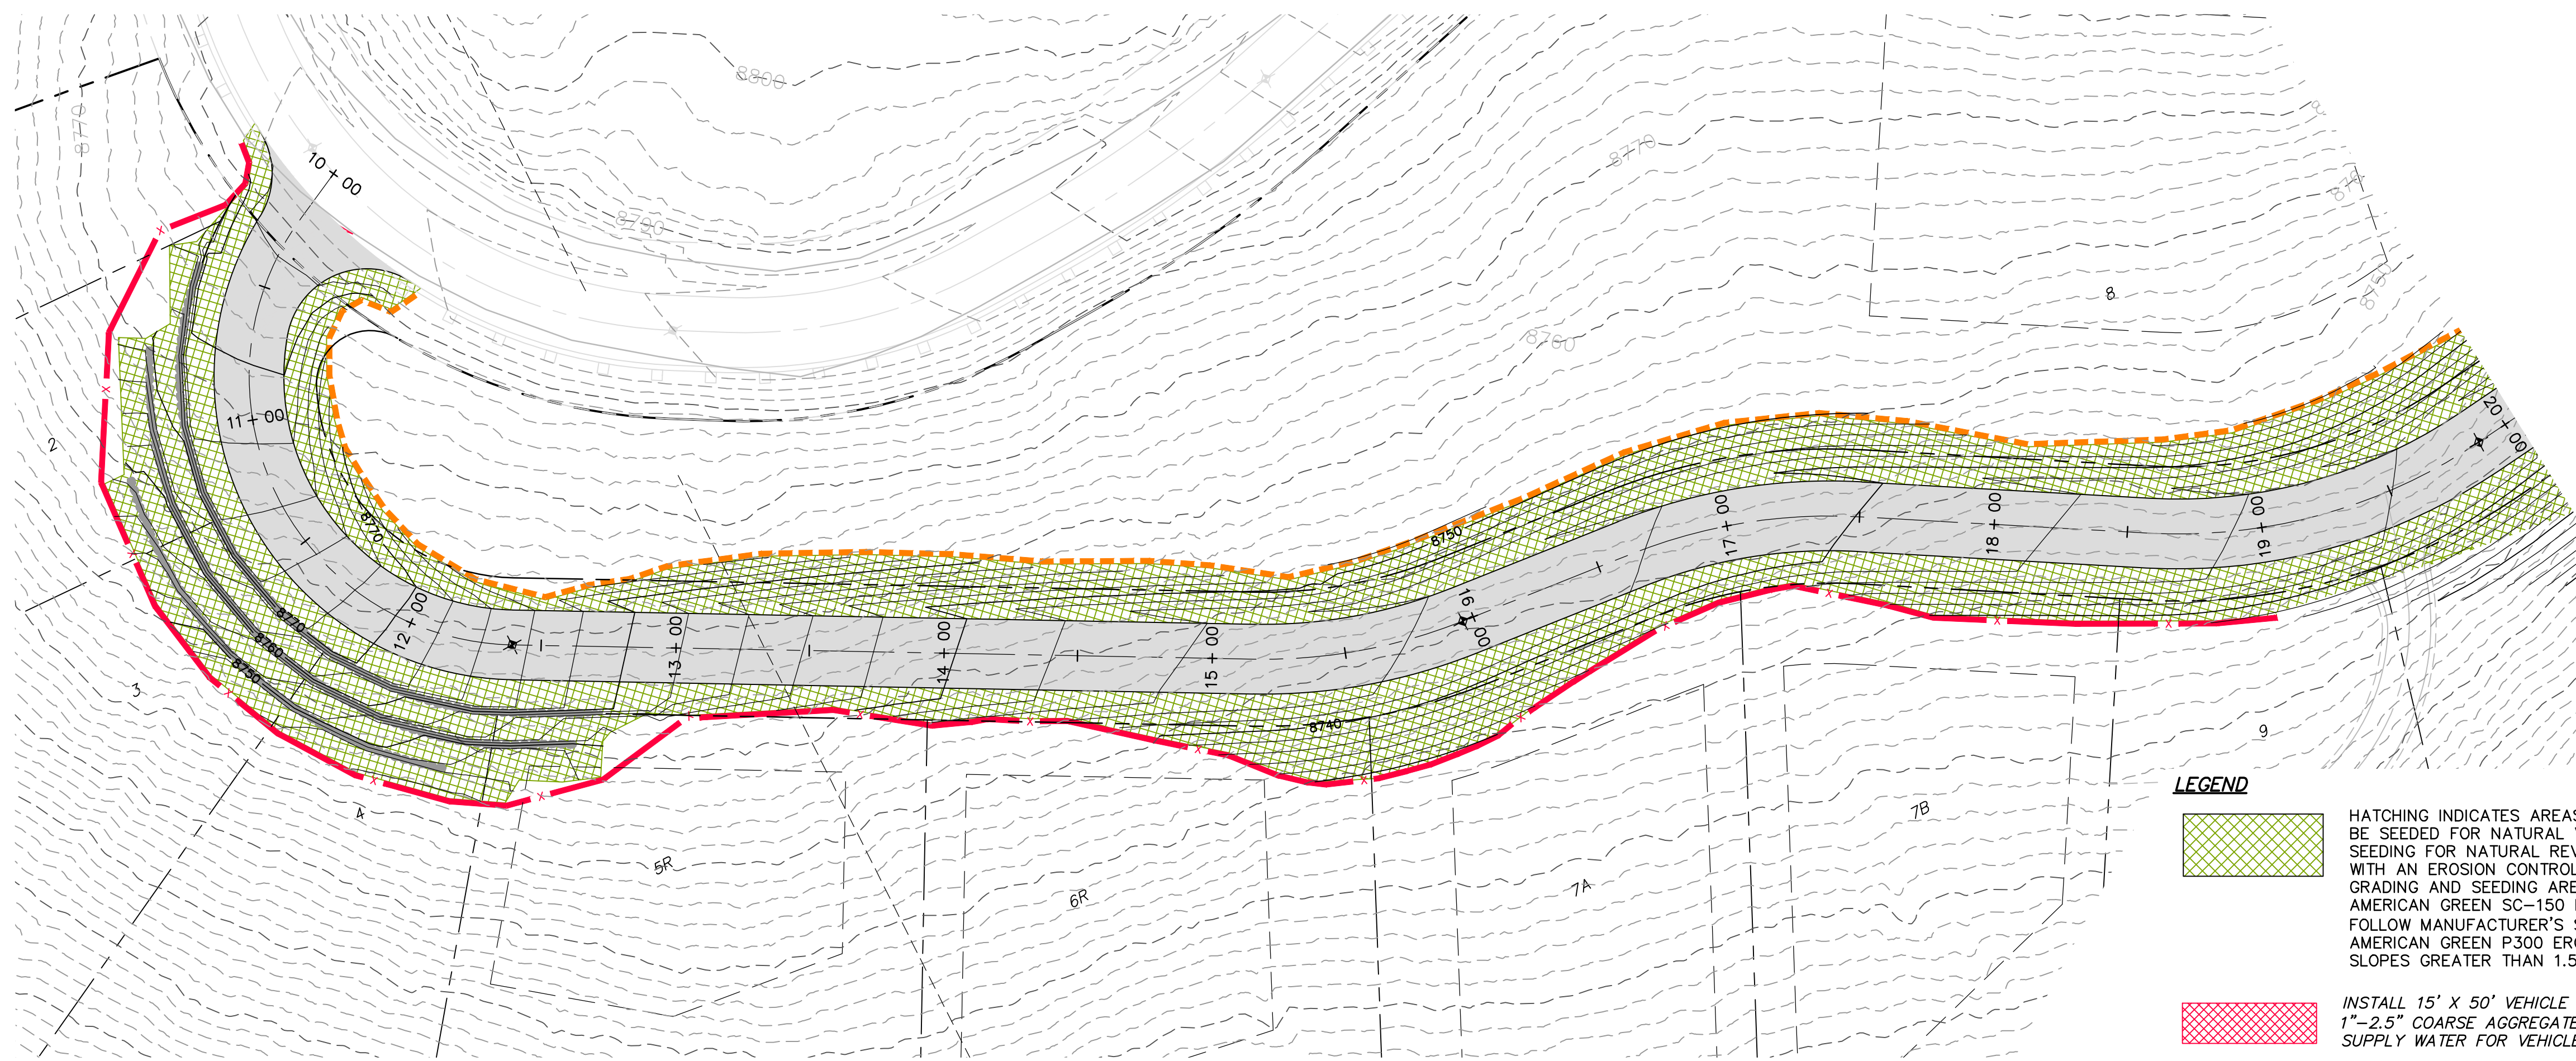 8800
8770
10 + 00
8770
8790
8
8750
8760
11 + 00
20 + 00
2
8770
8750
17 + 00
18 + 00
19 + 00
12 + 00
8770
8760
8750
13 + 00
14 + 00
15 + 00
16 + 00
3
8740
9
4
5R
6R
7A
7B
LEGEND
HATCHING INDICATES AREAS
BE SEEDED FOR NATURAL
SEEDING FOR NATURAL REV
WITH AN EROSION CONTROL
GRADING AND SEEDING ARE
AMERICAN GREEN SC-150
FOLLOW MANUFACTURER'S S
AMERICAN GREEN P300 ERO
SLOPES GREATER THAN 1.5
INSTALL 15' X 50' VEHICLE
1"-2.5" COARSE AGGREGATE
SUPPLY WATER FOR VEHICLE